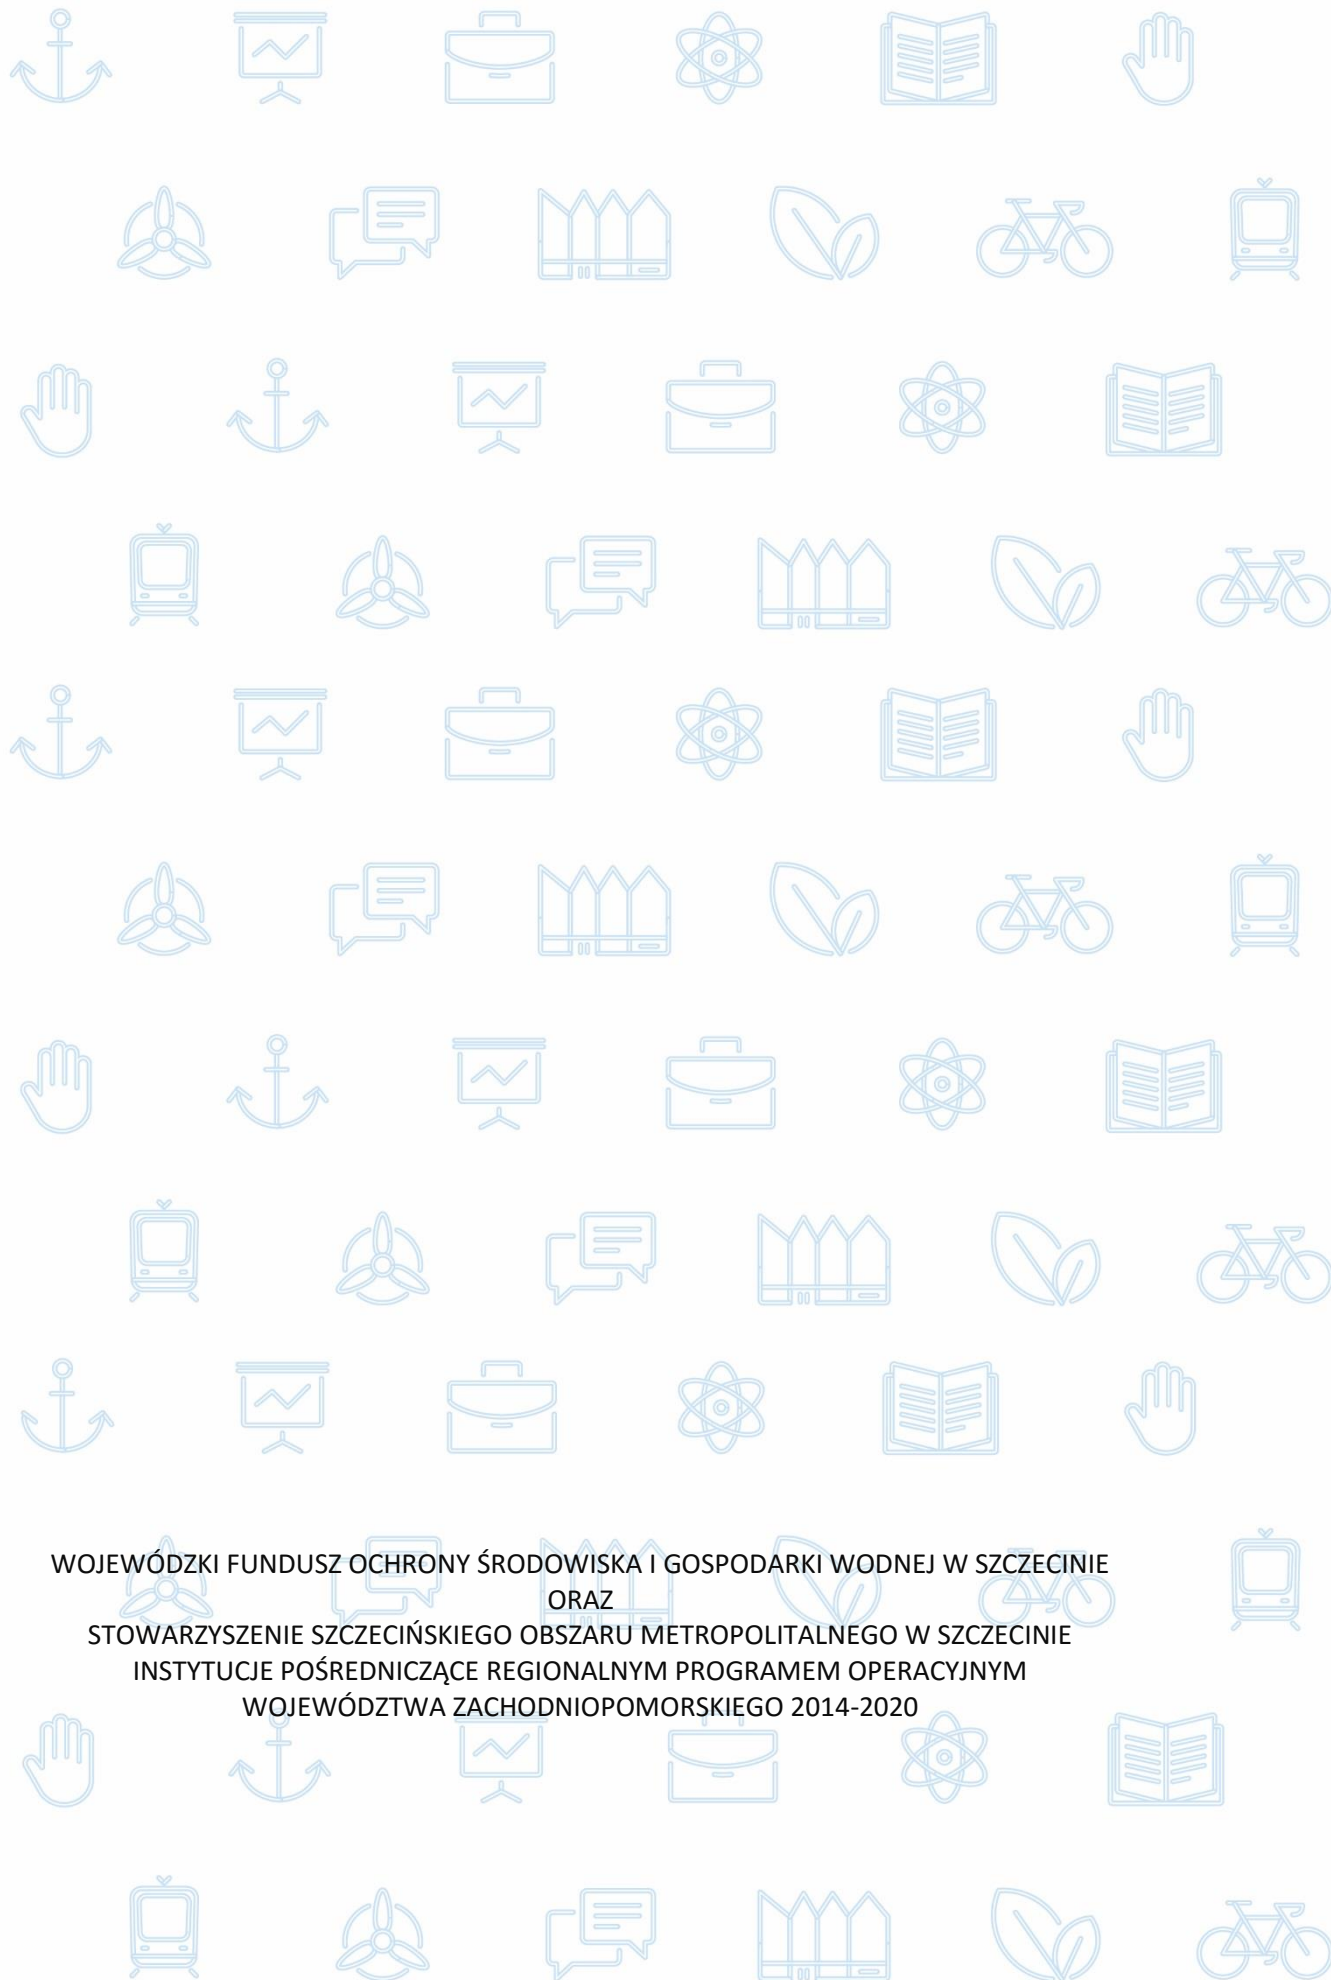 WOJEWÓDZKI FUNDUSZ OCHRONY ŚRODOWISKA I GOSPODARKI WODNEJ W SZCZECINIE
ORAZ
STOWARZYSZENIE SZCZECIŃSKIEGO OBSZARU METROPOLITALNEGO W SZCZECINIE
INSTYTUCJE POŚREDNICZĄCE REGIONALNYM PROGRAMEM OPERACYJNYM
WOJEWÓDZTWA ZACHODNIOPOMORSKIEGO 2014-2020